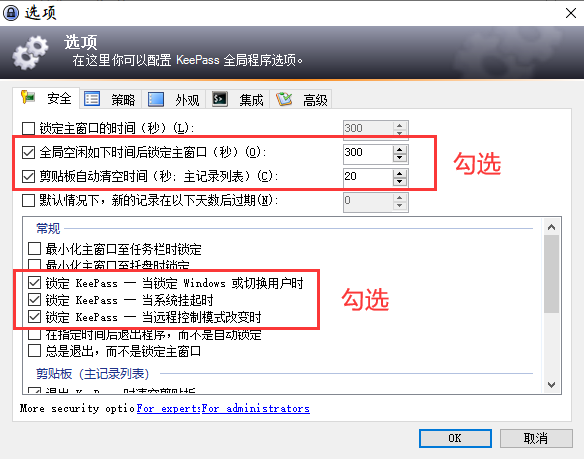 选项
选项
在这里你可以配置 KeePass 全局程序选项。
安全 策略 外观 集成 高级
锁定主窗口的时间（秒）(L): 300
全局空闲如下时间后锁定主窗口（秒）(O): 300
剪贴板自动清空时间（秒; 主记录列表）(C): 20
勾选
默认情况下，新的记录在以下天数后过期(N): 0
常规
最小化主窗口至任务栏时锁定
最小化主窗口至托盘时锁定
锁定 KeePass — 当锁定 Windows 或切换用户时
锁定 KeePass — 当系统挂起时
勾选
锁定 KeePass — 当远程控制模式改变时
在指定时间后退出程序，而不是自动锁定
总是退出，而不是锁定主窗口
剪贴板（主记录列表）
退出 KeePass 时清空剪贴板
More security optio For experts For administrators
OK 取消